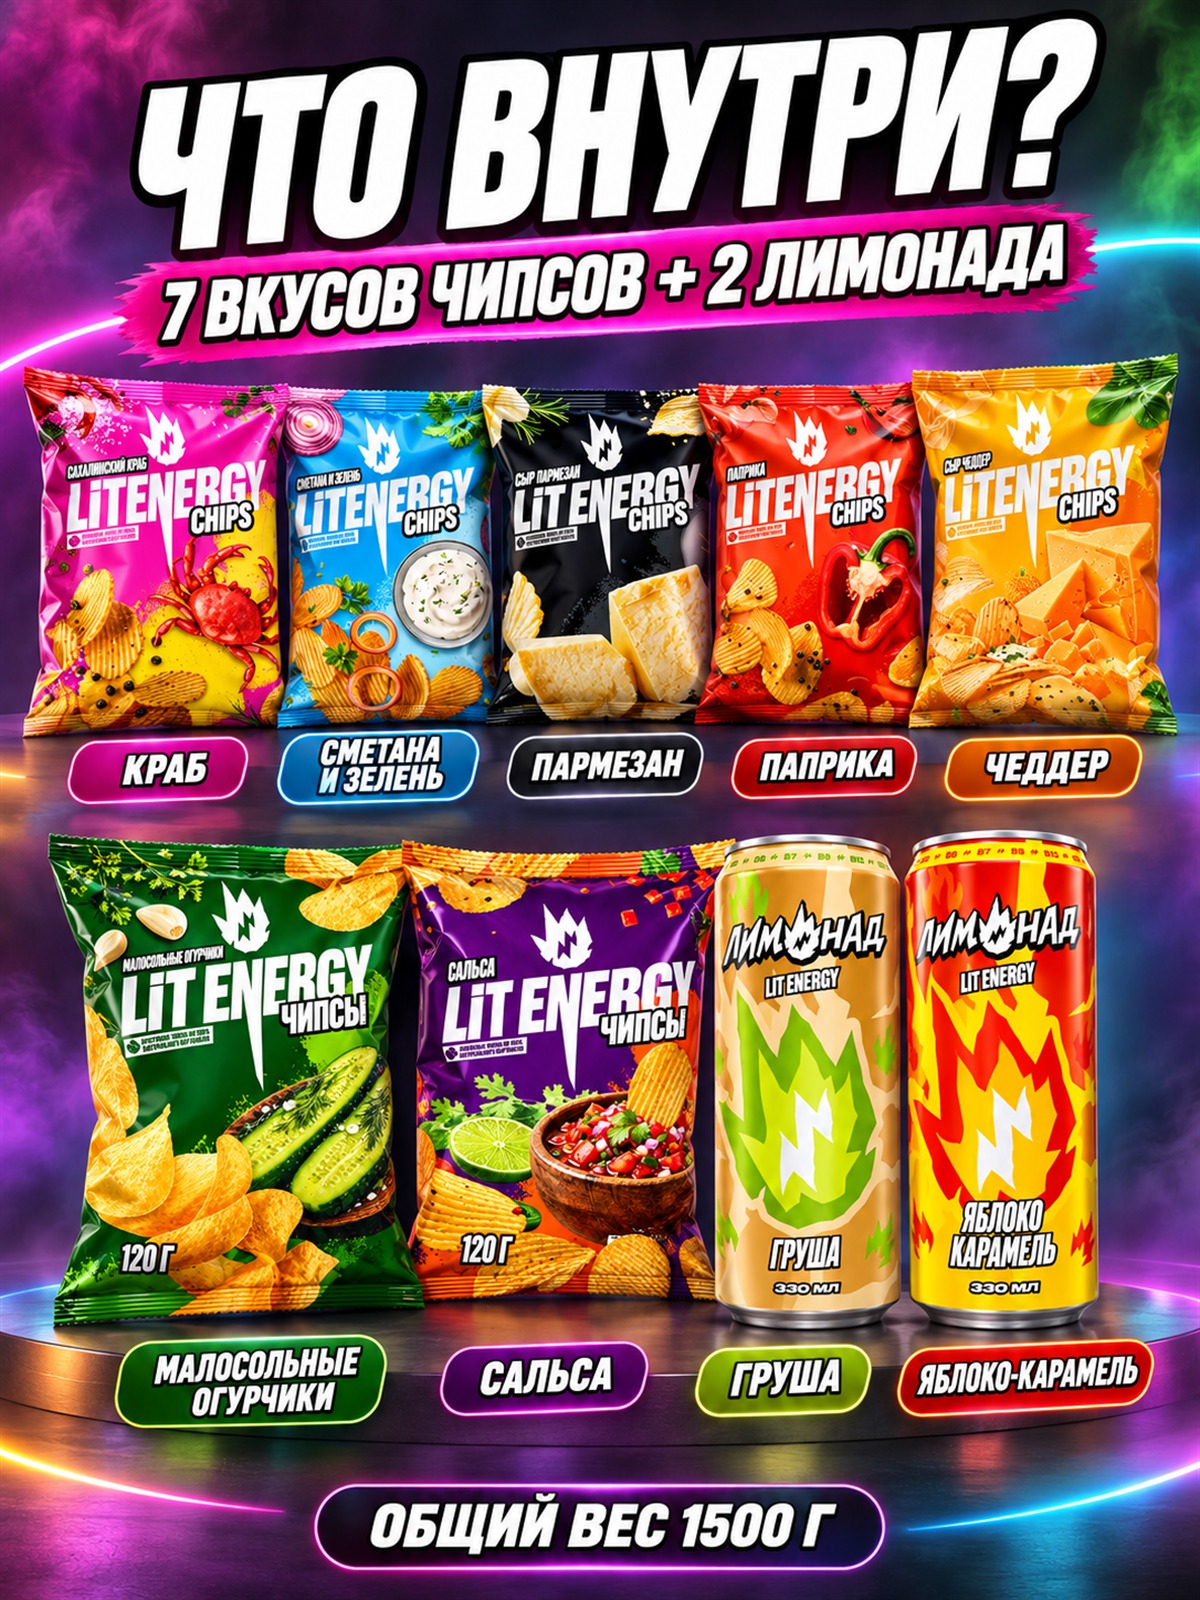 ЧТО ВНУТРИ?
7 ВКУСОВ ЧИПСОВ + 2 ЛИМОНАДА
САХАЛИНСКИЙ КРАБ
LITENERGY
CHIPS
СМЕТАНА И ЗЕЛЕНЬ
LITENERGY
CHIPS
СЫР ПАРМЕЗАН
LIT ENERGY
CHIPS
ПАПРИКА
LITENERGY
CHIPS
СЫР ЧЕДДЕР
LITENERGY
CHIPS
КРАБ
СМЕТАНА
И ЗЕЛЕНЬ
ПАРМЕЗАН
ПАПРИКА
ЧЕДДЕР
МАЛОСОЛЬНЫЕ ОГУРЧИКИ
LIT ENERGY
ЧИПСЫ
120 Г
САЛЬСА
LIT ENERGY
ЧИПСЫ
120 Г
ЛИМОНАД
LIT ENERGY
ГРУША
330 МЛ
ЛИМОНАД
LIT ENERGY
ЯБЛОКО
КАРАМЕЛЬ
330 МЛ
МАЛОСОЛЬНЫЕ
ОГУРЧИКИ
САЛЬСА
ГРУША
ЯБЛОКО-КАРАМЕЛЬ
ОБЩИЙ ВЕС 1500 Г